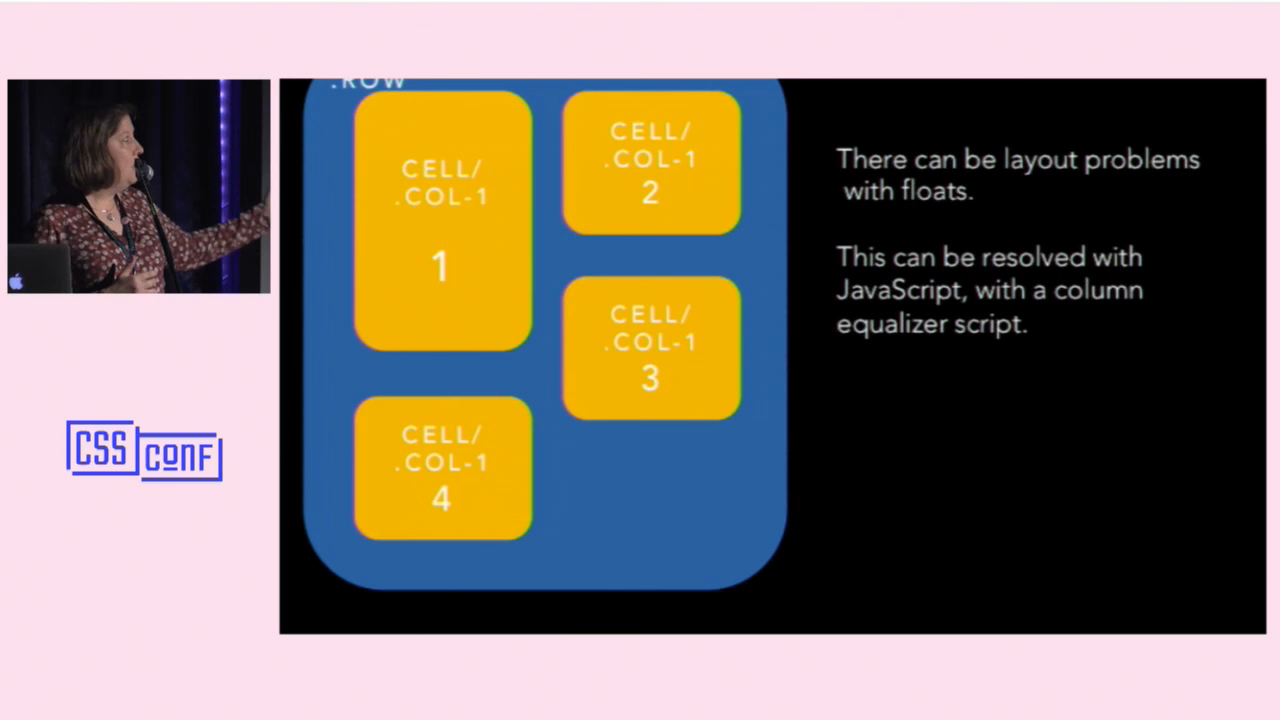 .ROW
CELL/
.COL-1
1
CELL/
.COL-1
2
CELL/
.COL-1
3
CELL/
.COL-1
4
There can be layout problems
with floats.
This can be resolved with
JavaScript, with a column
equalizer script.
CSS
CONF